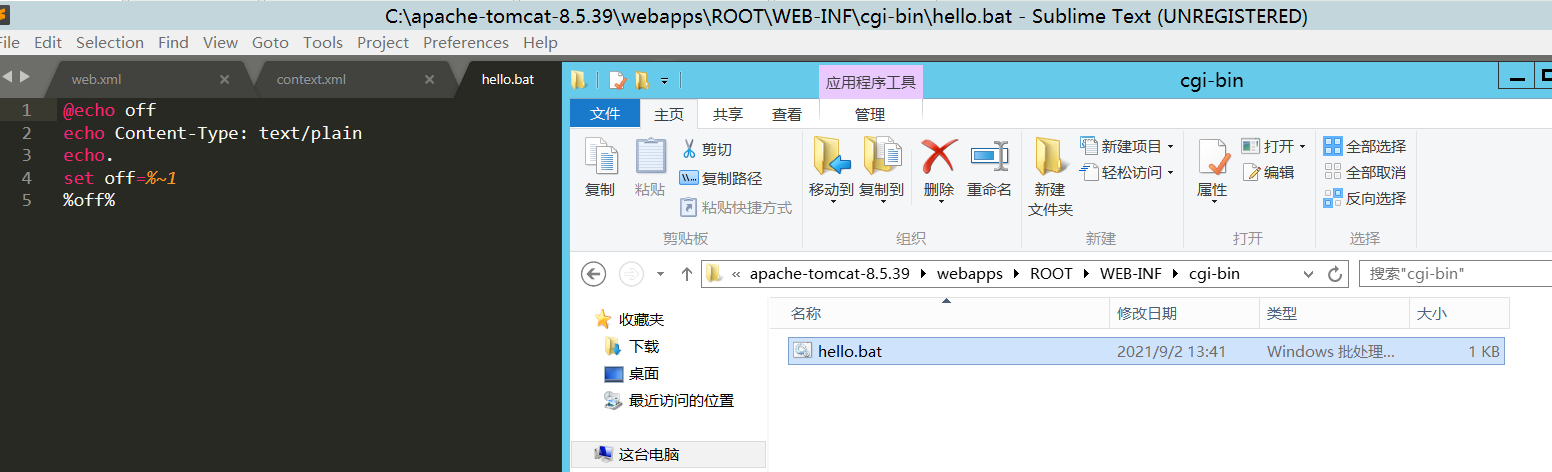 C:\apache-tomcat-8.5.39\webapps\ROOT\WEB-INF\cgi-bin\hello.bat - Sublime Text (UNREGISTERED)
File Edit Selection Find View Goto Tools Project Preferences Help
web.xml context.xml hello.bat
1 @echo off
2 echo Content-Type: text/plain
3 echo.
4 set off=%~1
5 %off%
应用程序工具 cgi-bin
文件 主页 共享 查看 管理
复制
粘贴
剪切
复制路径
粘贴快捷方式
剪贴板
移动到
复制到
删除
重命名
组织
新建
文件夹
新建项目
轻松访问
新建
属性
打开
编辑
打开
全部选择
全部取消
反向选择
选择
« apache-tomcat-8.5.39 webapps ROOT WEB-INF cgi-bin
搜索"cgi-bin"
收藏夹
下载
桌面
最近访问的位置
这台电脑
名称 修改日期 类型 大小
hello.bat 2021/9/2 13:41 Windows 批处理... 1 KB